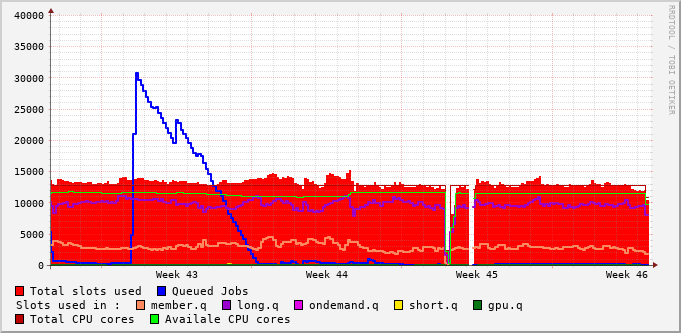 40000
35000
30000
25000
20000
15000
10000
5000
0
Week 43 Week 44 Week 45 Week 46
RRDTOOL / TOBI OETIKER
Total slots used Queued Jobs
Slots used in : member.q long.q ondemand.q short.q gpu.q
Total CPU cores Availale CPU cores